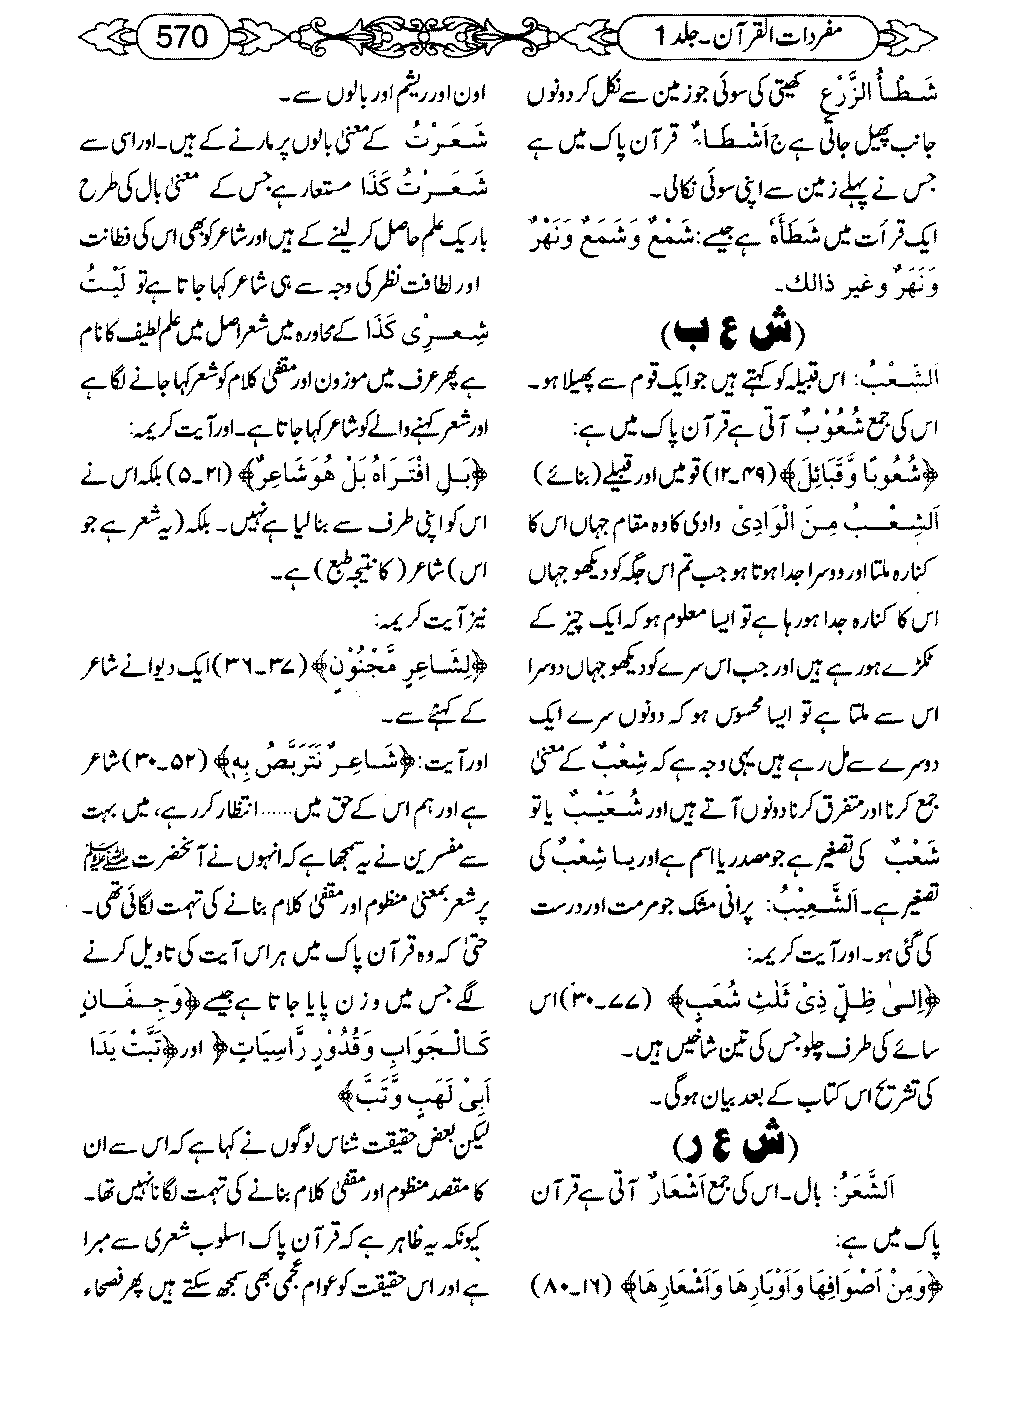 مفردات القرآن۔جلد 1
570
شَطْأُ الزَّرْعِ کھیتی کی سوئی جو زمین سے نکل کر دونوں
جانب پھیل جاتی ہے ج اَشْطَاءٌ قرآن پاک میں ہے
جس نے پہلے زمین سے اپنی سوئی نکالی۔
ایک قرأت میں شَطَأَهٗ ہے جیسے: شَمْعٌ وَشَمَعٌ وَنَهْرٌ
وَنَهَرٌ وغیر ذالك۔
(ش ع ب)
اَلشَّعْبُ: اس قبیلہ کو کہتے ہیں جو ایک قوم سے پھیلا ہو۔
اس کی جمع شُعُوْبٌ آتی ہے قرآن پاک میں ہے:
﴿شُعُوبًا وَّقَبَائِلَ﴾ (۴۹۔۱۲) قومیں اور قبیلے (بنائے)
اَلشِّعْبُ مِنَ الْوَادِیْ وادی کا وہ مقام جہاں اس کا
کنارہ ملتا اور دوسرا جدا ہوتا ہو جب تم اس جگہ کو دیکھو جہاں
اس کا کنارہ جدا ہو رہا ہے تو ایسا معلوم ہو کہ ایک چیز کے
ٹکڑے ہو رہے ہیں اور جب اس سرے کو دیکھو جہاں دوسرا
اس سے ملتا ہے تو ایسا محسوس ہو کہ دونوں سرے ایک
دوسرے سے مل رہے ہیں یہی وجہ ہے کہ شِعْبٌ کے معنی
جمع کرنا اور متفرق کرنا دونوں آتے ہیں اور شُعَیْبٌ یا تو
شَعْبٌ کی تصغیر ہے جو مصدر یا اسم ہے اور یا شِعْبٌ کی
تصغیر ہے۔ اَلشَّعِیْبُ: پرانی مشک جو مرمت اور درست
کی گئی ہو۔ اور آیت کریمہ:
﴿اِلیٰ ظِلٍّ ذِیْ ثَلٰثِ شُعَبٍ﴾ (۷۷۔۳۰) اس
سائے کی طرف چلو جس کی تین شاخیں ہیں۔
کی تشریح اس کتاب کے بعد بیان ہوگی۔
(ش ع ر)
اَلشَّعَرُ: بال۔ اس کی جمع اَشْعَارٌ آتی ہے قرآن
پاک میں ہے:
﴿وَمِنْ اَصْوَافِهَا وَاَوْبَارِهَا وَاَشْعَارِهَا﴾ (۱۶۔۸۰)
اون اور ریشم اور بالوں سے۔
شَعَرْتُ کے معنی بالوں پر مارنے کے ہیں۔ اور اسی سے
شَعَرْتُ كَذَا مستعار ہے جس کے معنی بال کی طرح
باریک علم حاصل کر لینے کے ہیں اور شاعر کو بھی اس کی فطانت
اور لطافت نظر کی وجہ سے ہی شاعر کہا جاتا ہے تو لَیْتُ
شِعرِی كَذَا کے محاورہ میں شعر اصل میں علم لطیف کا نام
ہے پھر عرف میں موزون اور مقفیٰ کلام کو شعر کہا جانے لگا ہے
اور شعر کہنے والے کو شاعر کہا جاتا ہے۔ اور آیت کریمہ:
﴿بَلِ افْتَرَاهُ بَلْ هُوَ شَاعِرٌ﴾ (۲۱۔۵) بلکہ اس نے
اس کو اپنی طرف سے بنا لیا ہے نہیں۔ بلکہ (یہ شعر ہے جو
اس) شاعر (کا نتیجہ طبع) ہے۔
نیز آیت کریمہ:
﴿لِشَاعِرٍ مَّجْنُوْنٍ﴾ (۳۷۔۳۶) ایک دیوانے شاعر
کے کہنے سے۔
اور آیت: ﴿شَاعِرٌ نَتَرَبَّصُ بِهٖ﴾ (۵۲۔۳۰) شاعر
ہے اور ہم اس کے حق میں...... انتظار کر رہے، میں بہت
سے مفسرین نے یہ سمجھا ہے کہ انہوں نے آنحضرت ﷺ
پر شعر بمعنی منظوم اور مقفیٰ کلام بنانے کی تہمت لگائی تھی۔
حتیٰ کہ وہ قرآن پاک میں ہر اس آیت کی تاویل کرنے
لگے جس میں وزن پایا جاتا ہے جیسے ﴿وَجِفَانٍ
كَالْجَوَابِ وَقُدُوْرٍ رَّاسِيَاتٍ﴾ اور ﴿تَبَّتْ يَدَا
اَبِیْ لَهَبٍ وَّتَبَّ﴾
لیکن بعض حقیقت شناس لوگوں نے کہا ہے کہ اس سے ان
کا مقصد منظوم اور مقفیٰ کلام بنانے کی تہمت لگانا نہیں تھا۔
کیونکہ یہ ظاہر ہے کہ قرآن پاک اسلوب شعری سے مبرا
ہے اور اس حقیقت کو عوام عجمی بھی سمجھ سکتے ہیں پھر فصحاء